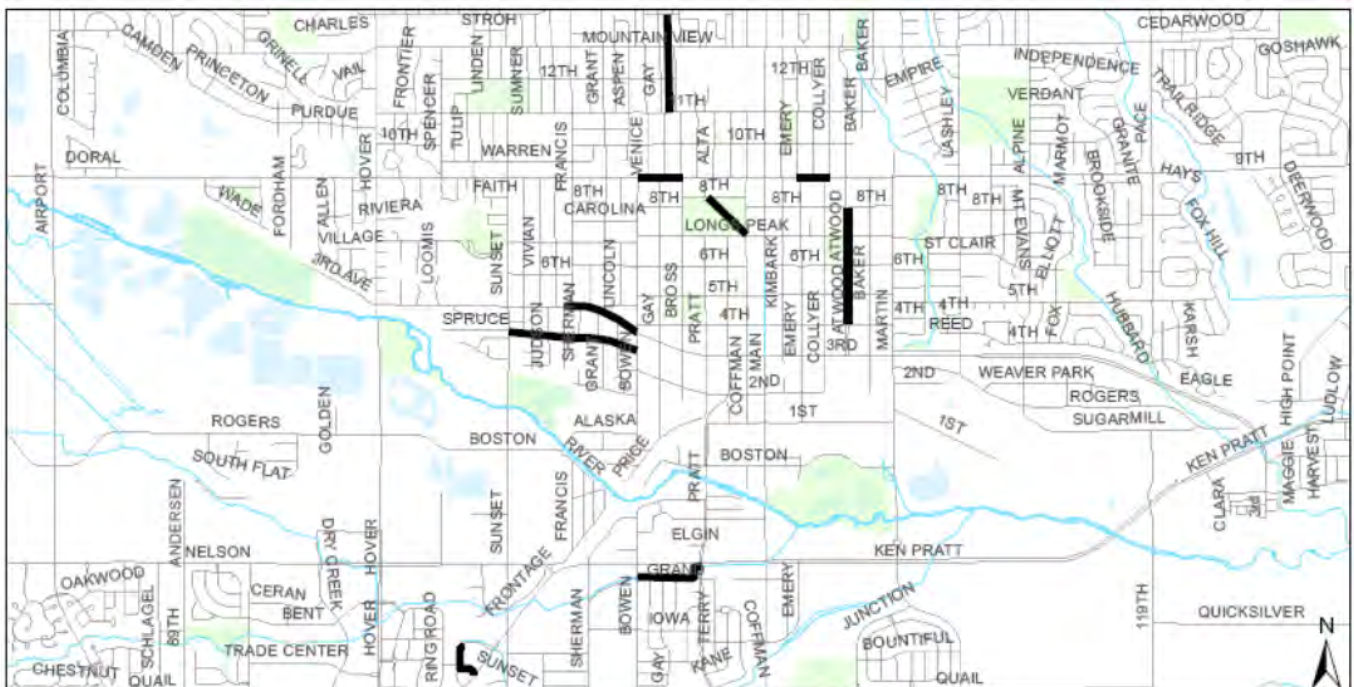 CHARLES
STROH
CEDARWOOD
COLUMBIA
CAMDEN
GRINELL
FRONTIER
LINDEN
MOUNTAIN VIEW
BAKER
BAKER
GOSHAWK
PRINCETON
VAIL
SPENCER
SUMNER
12TH
GRANT
ASPEN
GAY
12TH
COLLYER
BAKER
EMPIRE
INDEPENDENCE
TRAIL RIDGE
PURDUE
TULIP
11TH
LASHLEY
VERDANT
PACE
10TH
WARREN
FRANCIS
VENICE
ALTA
10TH
EMERY
ALPINE
MARMOT
GRANITE
9TH
DORAL
HOVER
FORDHAM
BROOKSIDE
HAYS
DEERWOOD
AIRPORT
WADE
ALLEN
RIVIERA
FAITH
8TH
CAROLINA
8TH
8TH
8TH
8TH
8TH
8TH
MT EVANS
ELLIOTT
FOX HILL
VILLAGE
LOOMIS
SUNSET
VIVIAN
LINCOLN
LONGS PEAK
ATWOOD
ATWOOD
ST CLAIR
3RD AVE
6TH
6TH
KIMBARK
6TH
BAKER
6TH
BROSS
5TH
5TH
SPRUCE
JUDSON
SHERMAN
GAY
PRATT
4TH
EMERY
COLLYER
MARTIN
4TH
4TH
FOX
HUBBARD
KARSH
REED
4TH
GRANT
BOWEN
COFFMAN
MAIN
3RD
2ND
2ND
WEAVER PARK
EAGLE
HIGH POINT
LUDLOW
ROGERS
GOLDEN
ALASKA
1ST
1ST
ROGERS
SUGARMILL
SOUTH FLAT
BOSTON
RIVER
PRICE
BOSTON
KEN PRATT
MAGGIE
HARVEST
ANDERSEN
SUNSET
FRANCIS
PRATT
CLARA
DRY CREEK
HOVER
ELGIN
NELSON
FRONTAGE
KEN PRATT
OAKWOOD
SCHLAGEL
CERAN
GRAND
EMERY
BENT
69TH
HOVER
RING ROAD
SHERMAN
BOWEN
IOWA
TERRY
COFFMAN
JUNCTION
119TH
QUICKSILVER
N
TRADE CENTER
BOUNTIFUL
CHESTNUT
QUAIL
SUNSET
GAY
KANE
QUAIL